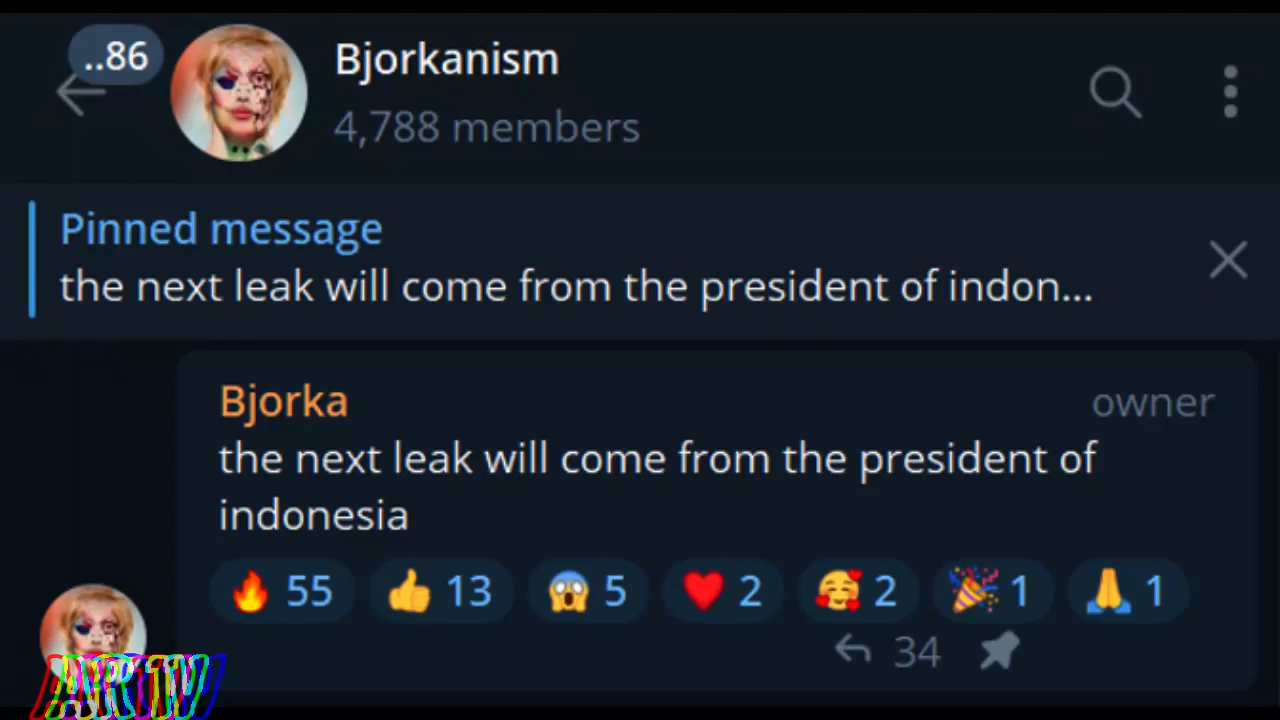 ..86
Bjorkanism
4,788 members
Pinned message
the next leak will come from the president of indon...
Bjorka owner
the next leak will come from the president of
indonesia
55 13 5 2 2 1 1
34